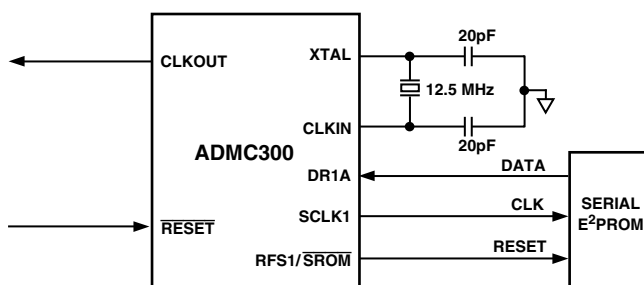 CLKOUT
XTAL
20pF
12.5 MHz
CLKIN
20pF
ADMC300
DR1A
DATA
SERIAL
E²PROM
SCLK1
CLK
RESET
RFS1/SROM
RESET